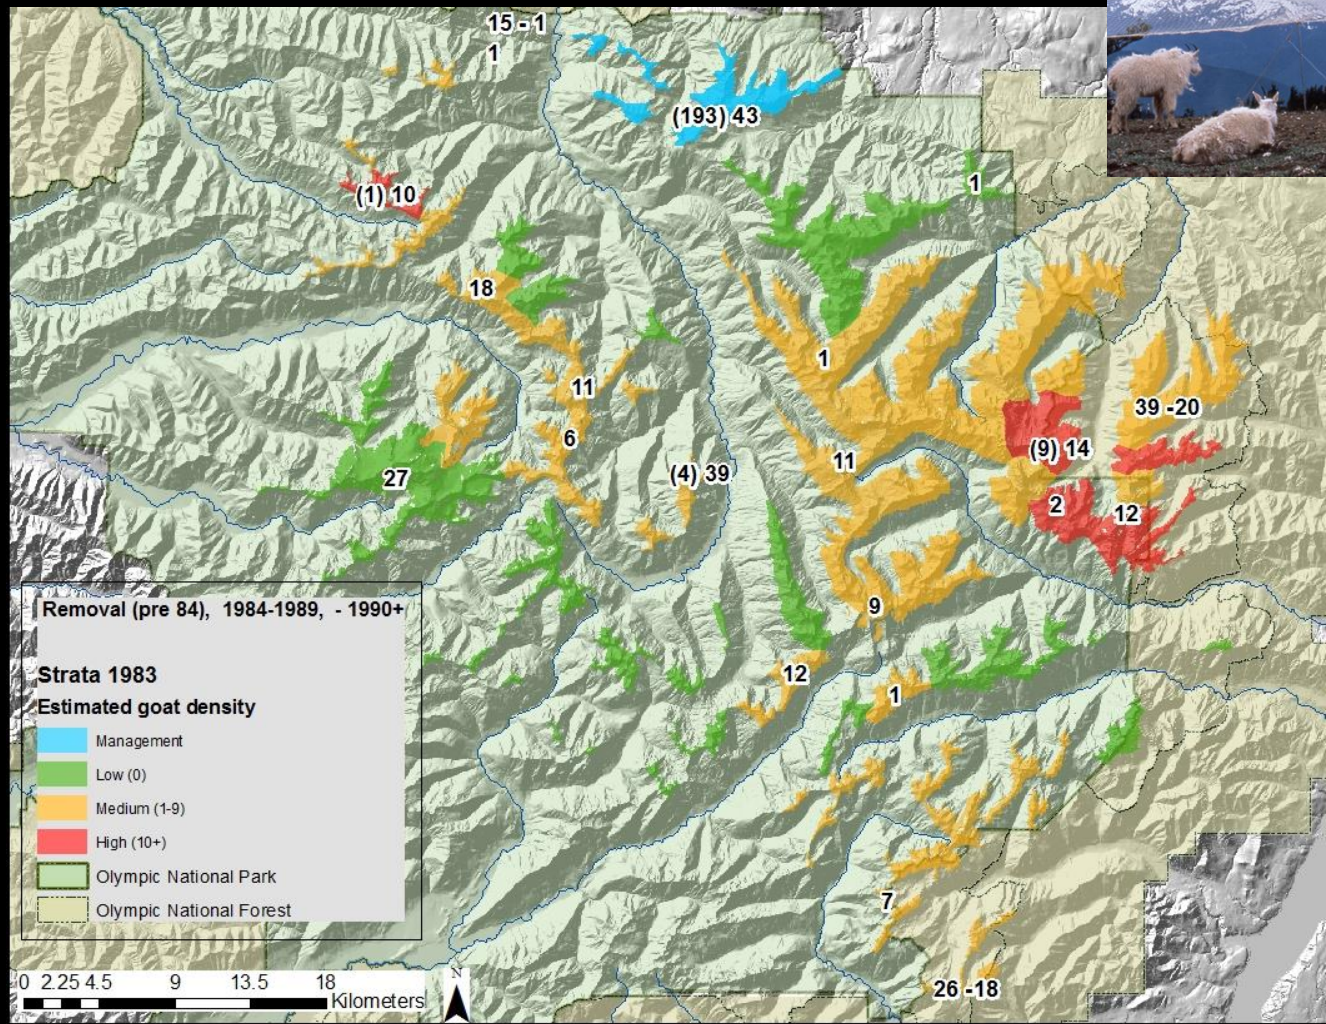 15 - 1
1
(193) 43
1
(1) 10
18
1
11
39 -20
6
(9) 14
11
(4) 39
27
2
12
9
12
1
7
26 -18
Removal (pre 84), 1984-1989, - 1990+
Strata 1983
Estimated goat density
Management
Low (0)
Medium (1-9)
High (10+)
Olympic National Park
Olympic National Forest
0 2.25 4.5 9 13.5 18
Kilometers
N